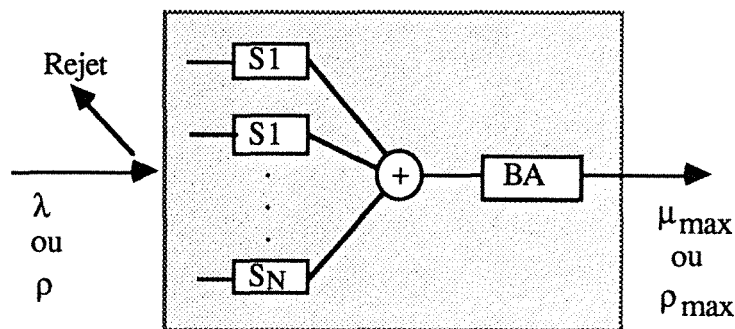 Rejet
λ
ou
ρ
S1
S1
SN
+
BA
μmax
ou
ρmax